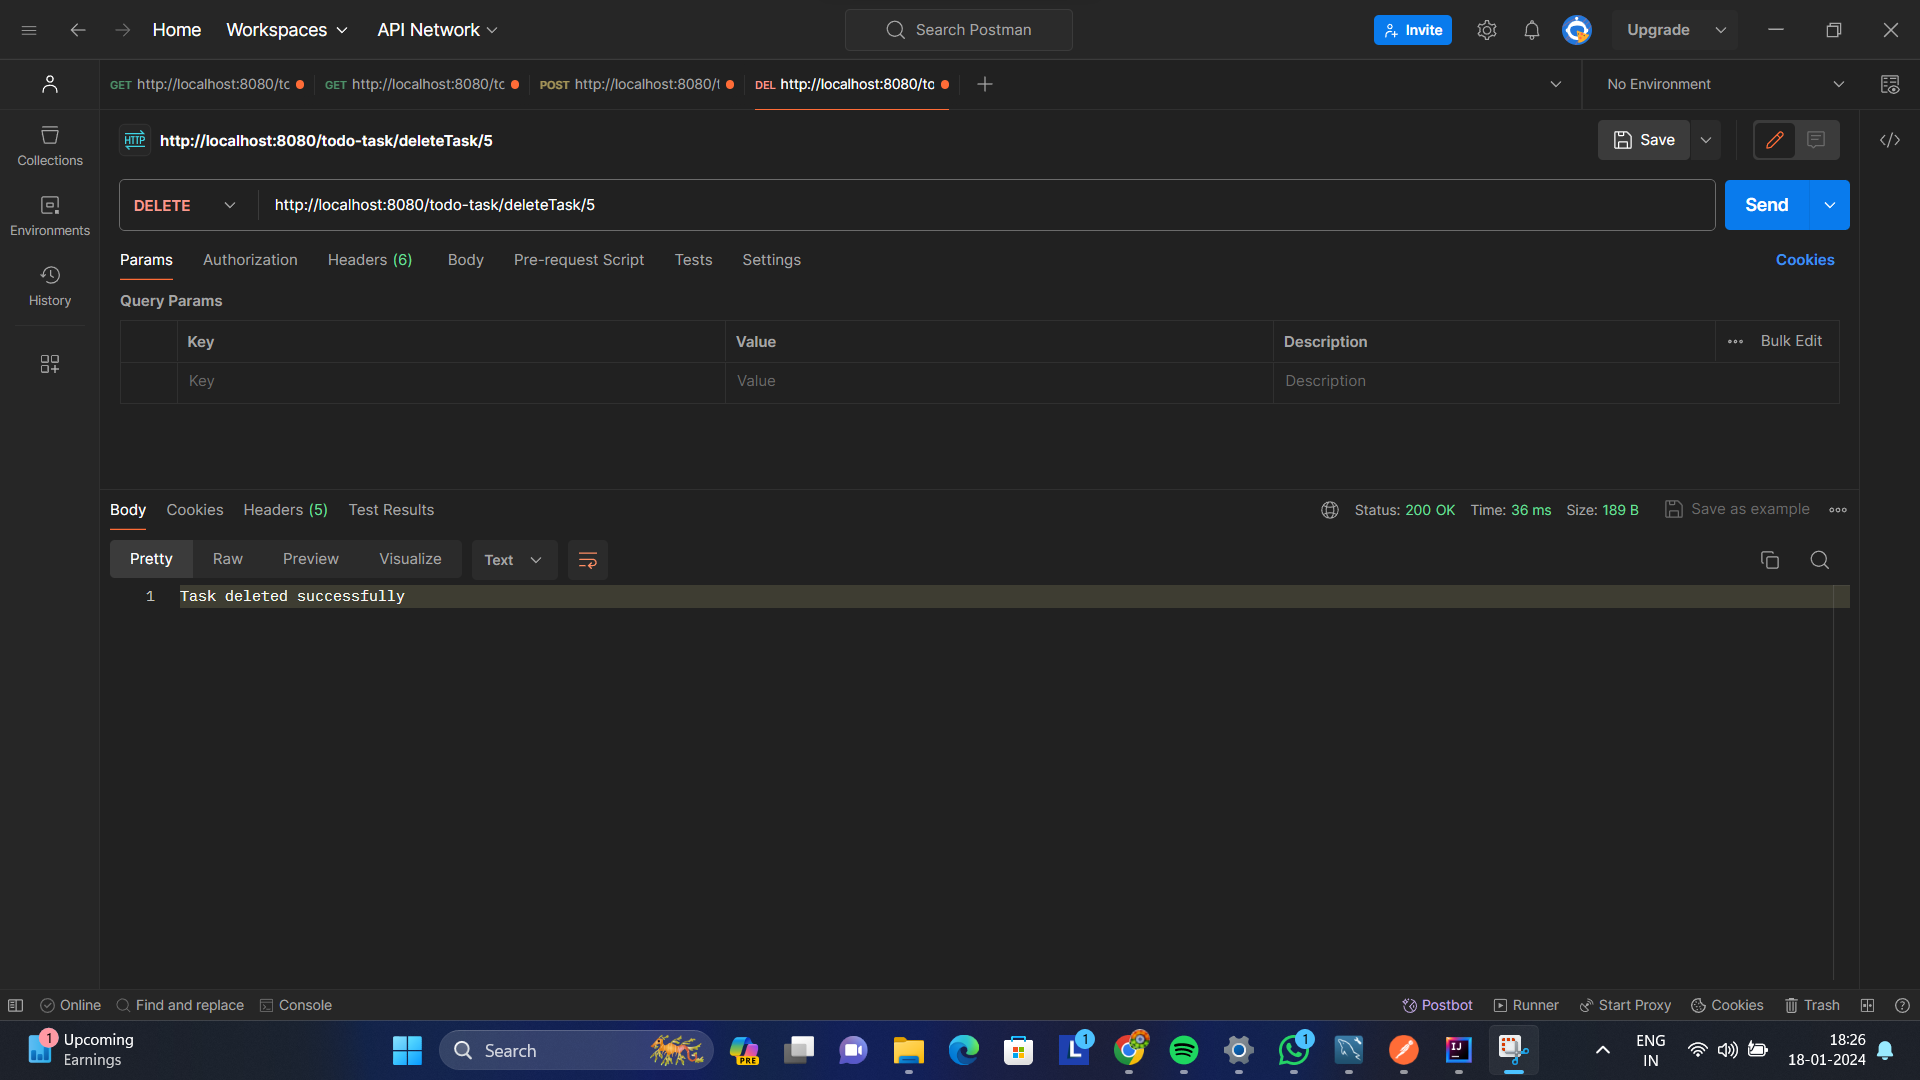 Home Workspaces API Network Search Postman Invite Upgrade
GET http://localhost:8080/tc GET http://localhost:8080/tc POST http://localhost:8080/t DEL http://localhost:8080/to No Environment
HTTP http://localhost:8080/todo-task/deleteTask/5 Save
Collections
DELETE http://localhost:8080/todo-task/deleteTask/5 Send
Environments
Params Authorization Headers (6) Body Pre-request Script Tests Settings Cookies
History
Query Params
Key Value Description Bulk Edit
Key Value Description
Body Cookies Headers (5) Test Results Status: 200 OK Time: 36 ms Size: 189 B Save as example
Pretty Raw Preview Visualize Text
1 Task deleted successfully
Online Find and replace Console Postbot Runner Start Proxy Cookies Trash
1 Upcoming
Earnings
Search
PRE
L 1
1
IJ
ENG
IN
18:26
18-01-2024